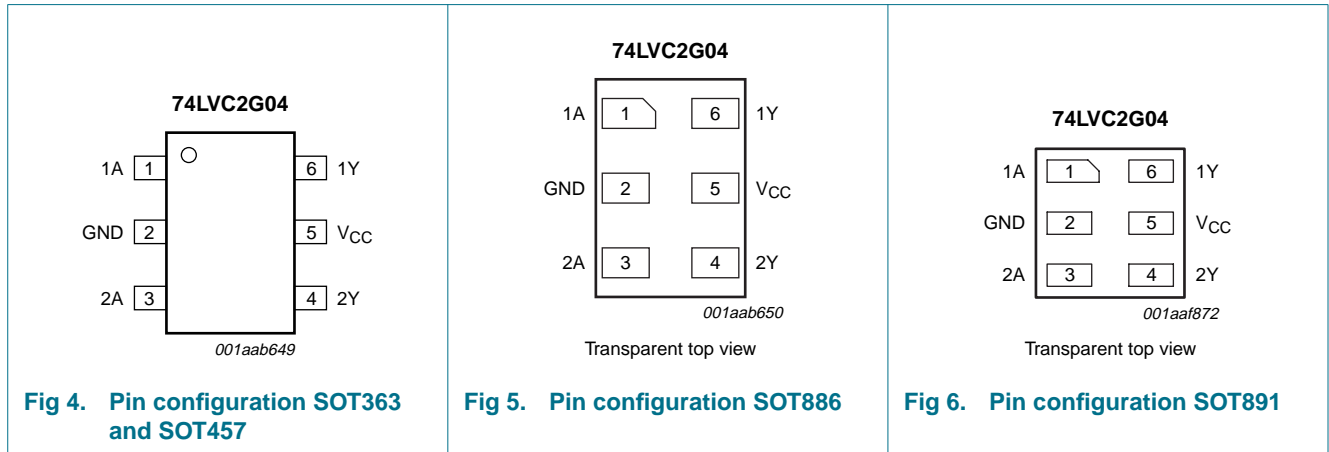 74LVC2G04
1A 1 6 1Y
GND 2 5 VCC
2A 3 4 2Y
001aab649
Fig 4. Pin configuration SOT363
and SOT457
74LVC2G04
1A 1 6 1Y
GND 2 5 VCC
2A 3 4 2Y
001aab650
Transparent top view
Fig 5. Pin configuration SOT886
74LVC2G04
1A 1 6 1Y
GND 2 5 VCC
2A 3 4 2Y
001aaf872
Transparent top view
Fig 6. Pin configuration SOT891